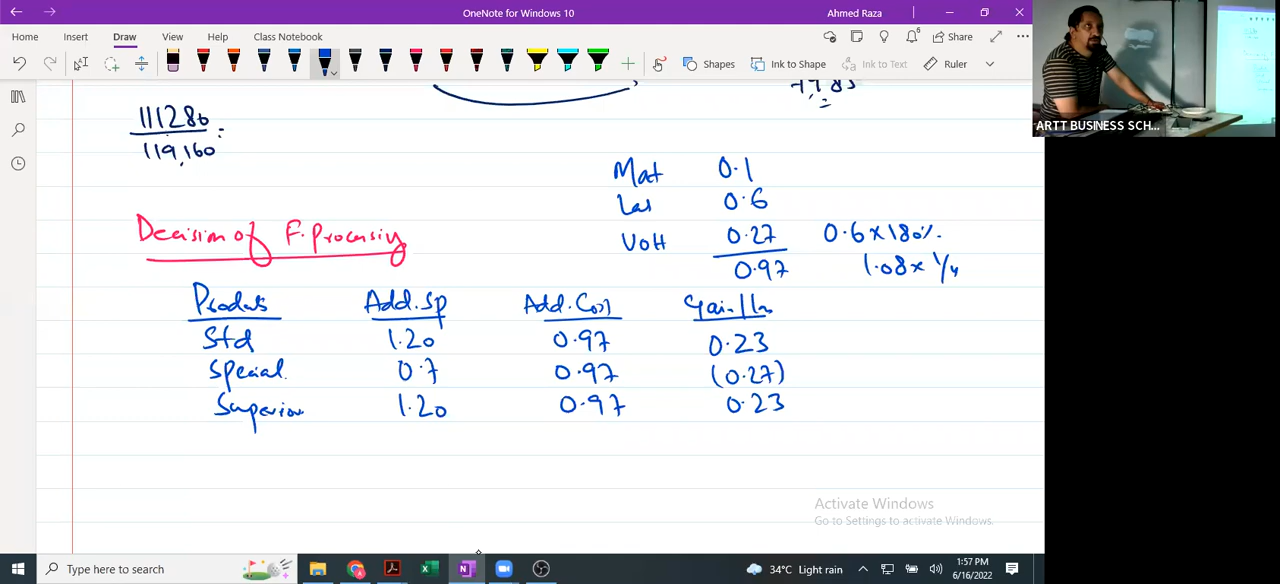 OneNote for Windows 10
Ahmed Raza
Home Insert Draw View Help Class Notebook
Share
Shapes Ink to Shape Ink to Text Ruler
111286
119,160 =
Mat 0.1
Lab 0.6
VOH 0.27 0.6 x 180%
0.97 1.08 x 1/4
Decision of F. Processing
Products Add. Sp Add. Cost Gain/loss
Std 1.20 0.97 0.23
Special 0.7 0.97 (0.27)
Superior 1.20 0.97 0.23
Activate Windows
Go to Settings to activate Windows.
ARTT BUSINESS SCH...
Type here to search
34°C Light rain
1:57 PM
6/16/2022